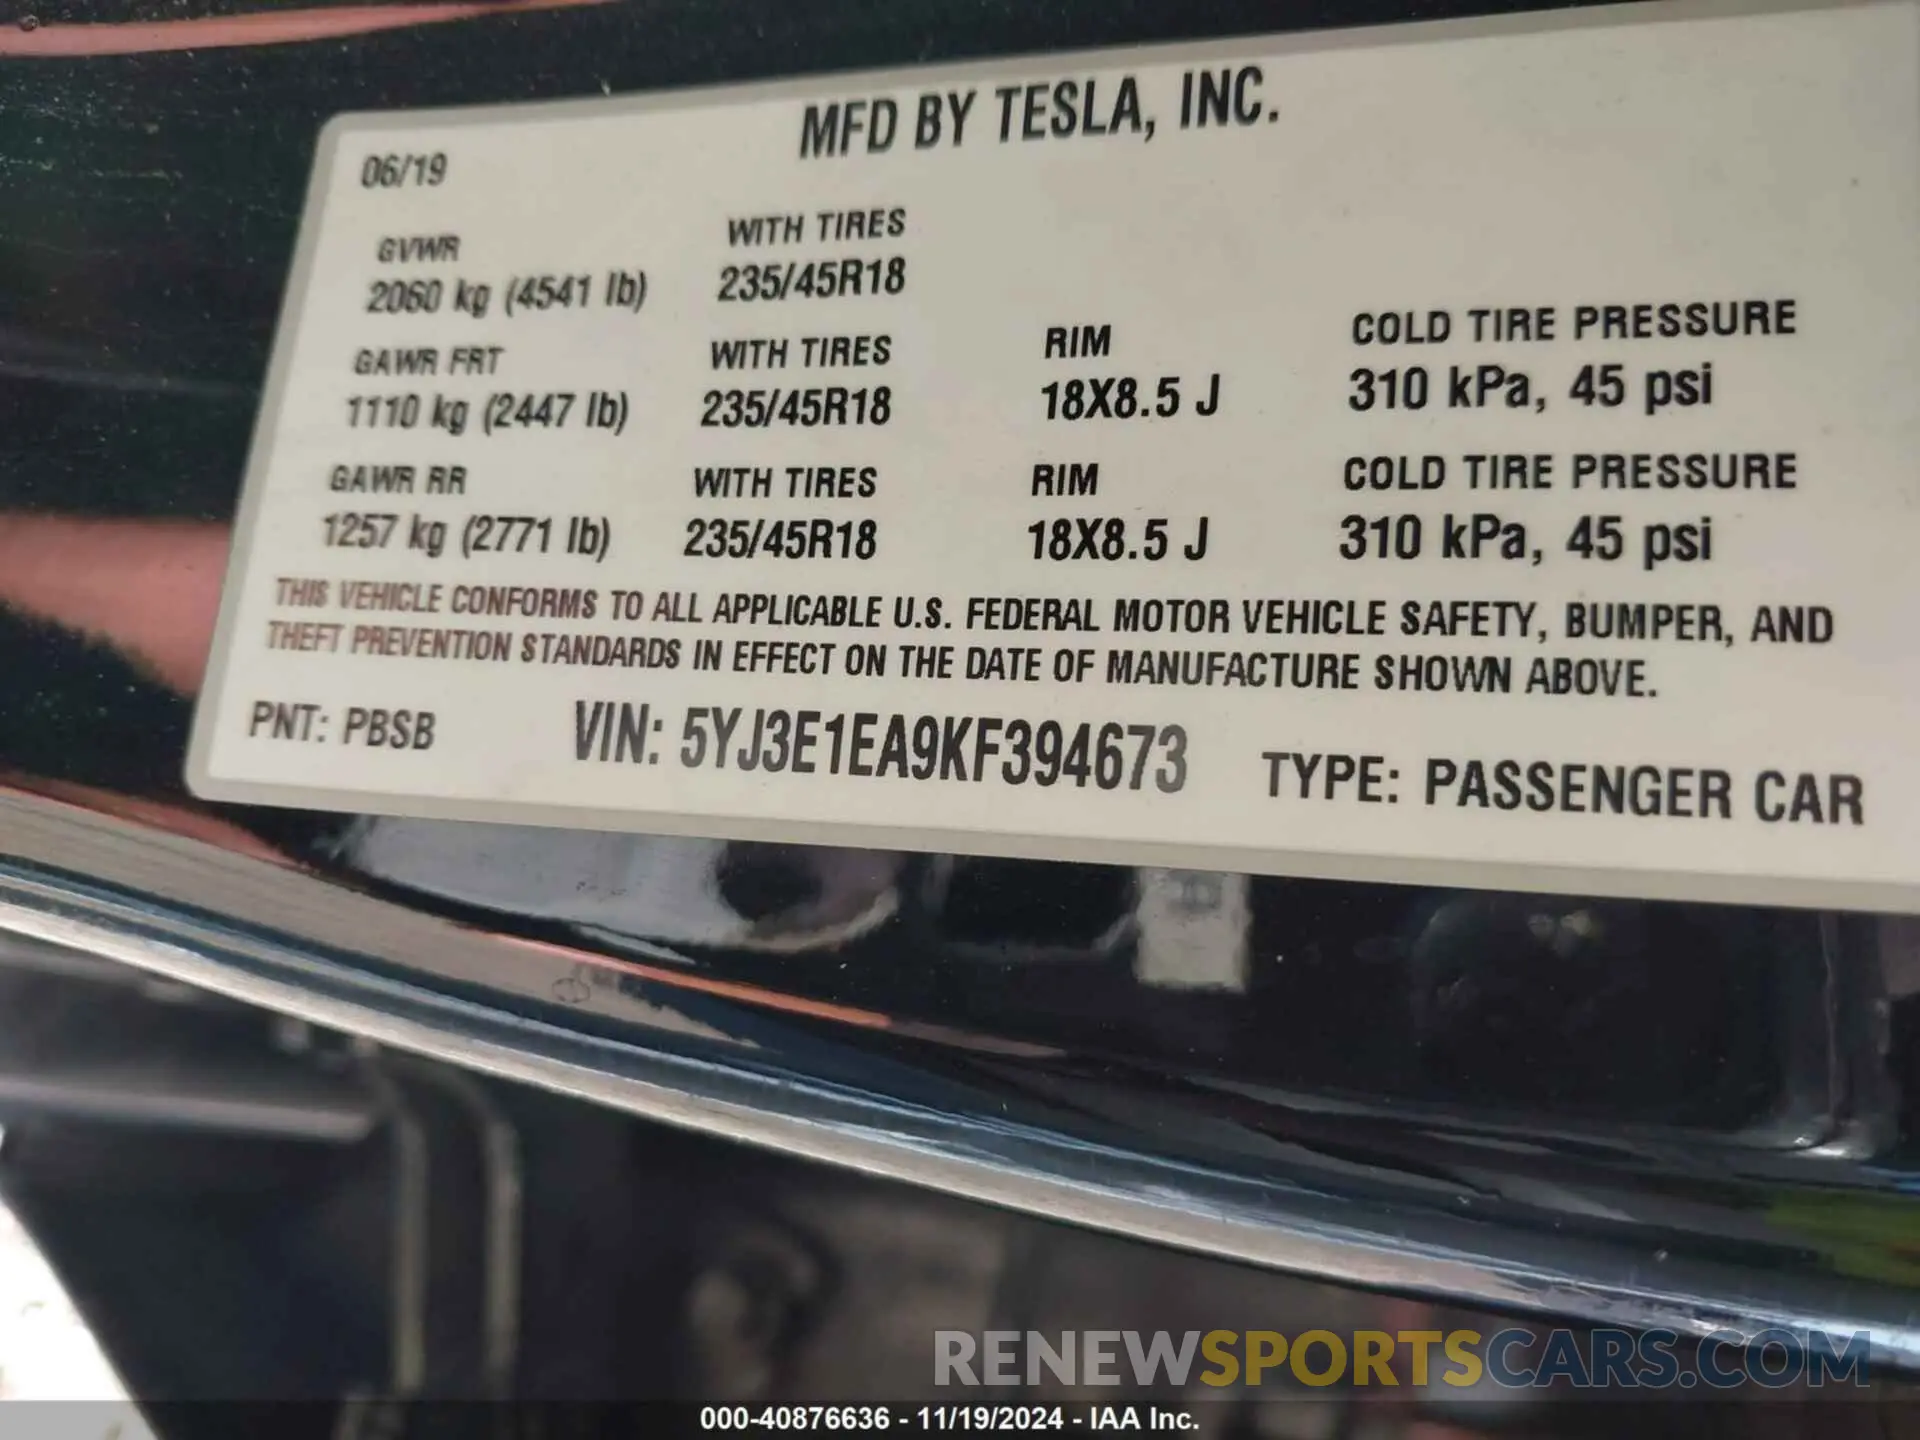 MFD BY TESLA, INC.
06/19
GVWR
2060 kg (4541 lb)
WITH TIRES
235/45R18
GAWR FRT
1110 kg (2447 lb)
WITH TIRES
235/45R18
RIM
18X8.5 J
COLD TIRE PRESSURE
310 kPa, 45 psi
GAWR RR
1257 kg (2771 lb)
WITH TIRES
235/45R18
RIM
18X8.5 J
COLD TIRE PRESSURE
310 kPa, 45 psi
THIS VEHICLE CONFORMS TO ALL APPLICABLE U.S. FEDERAL MOTOR VEHICLE SAFETY, BUMPER, AND
THEFT PREVENTION STANDARDS IN EFFECT ON THE DATE OF MANUFACTURE SHOWN ABOVE.
PNT: PBSB VIN: 5YJ3E1EA9KF394673 TYPE: PASSENGER CAR
RENEWSPORTSCARS.COM
000-40876636 - 11/19/2024 - IAA Inc.